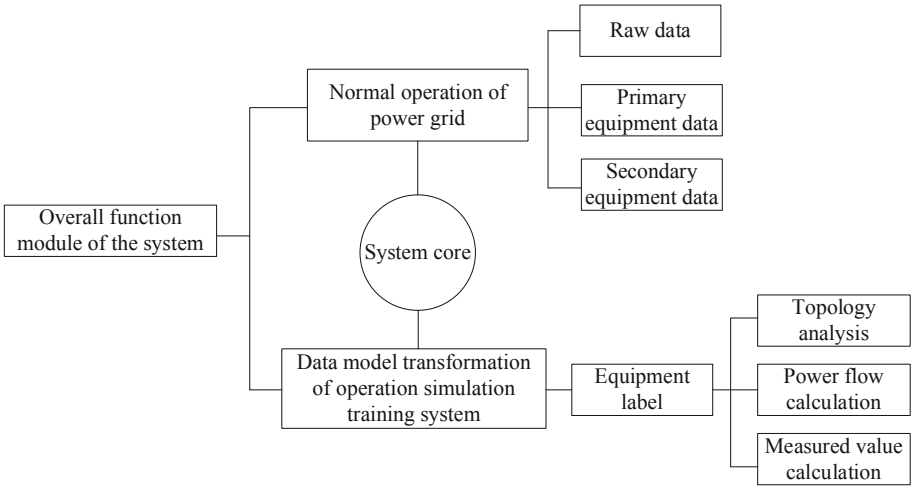 Raw data
Normal operation of
power grid
Primary
equipment data
Secondary
equipment data
Overall function
module of the system
System core
Data model transformation
of operation simulation
training system
Equipment
label
Topology
analysis
Power flow
calculation
Measured value
calculation